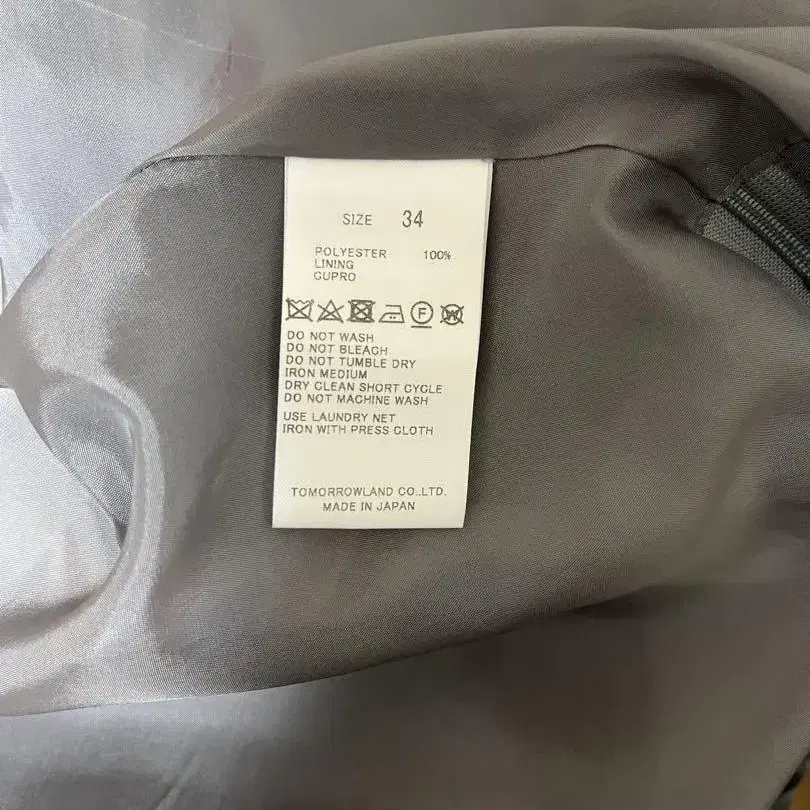 SIZE 34
POLYESTER 100%
LINING
CUPRO
F W
DO NOT WASH
DO NOT BLEACH
DO NOT TUMBLE DRY
IRON MEDIUM
DRY CLEAN SHORT CYCLE
DO NOT MACHINE WASH
USE LAUNDRY NET
IRON WITH PRESS CLOTH
TOMORROWLAND CO.,LTD.
MADE IN JAPAN